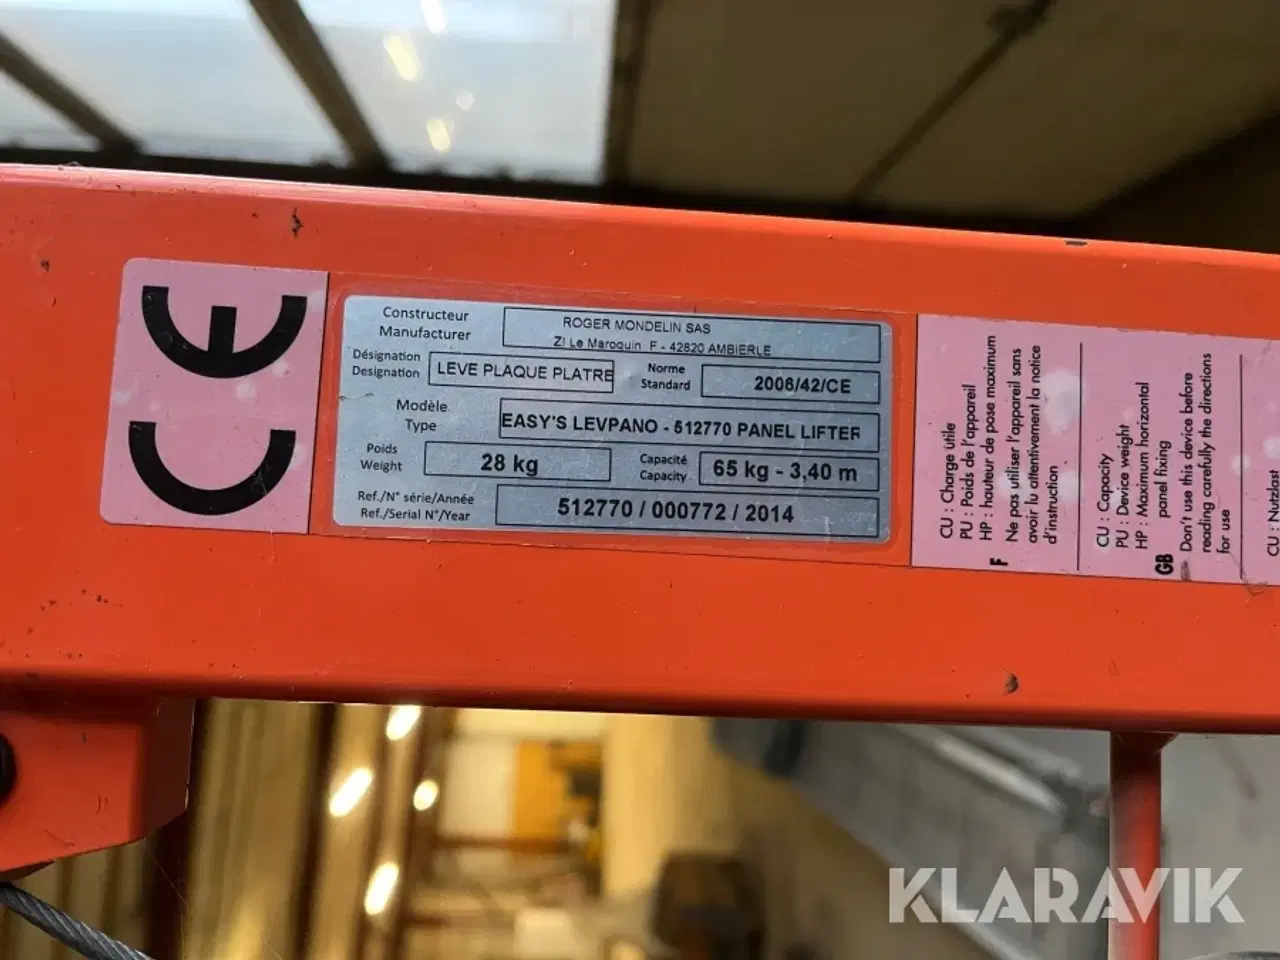 CE
Constructeur
Manufacturer
ROGER MONDELIN SAS
ZI Le Maroquin F - 42820 AMBIERLE
Désignation
Designation
LEVE PLAQUE PLATRE
Norme
Standard
2006/42/CE
Modèle
Type
EASY'S LEVPANO - 512770 PANEL LIFTER
Poids
Weight
28 kg
Capacité
Capacity
65 kg - 3,40 m
Ref./N° série/Année
Ref./Serial N°/Year
512770 / 000772 / 2014
F
CU : Charge utile
PU : Poids de l'appareil
HP : hauteur de pose maximum
Ne pas utiliser l'appareil sans
avoir lu attentivement la notice
d'instruction
GB
CU : Capacity
PU : Device weight
HP : Maximum horizontal
panel fixing
Don't use this device before
reading carefully the directions
for use
CU : Nutzlast
KLARAVIK